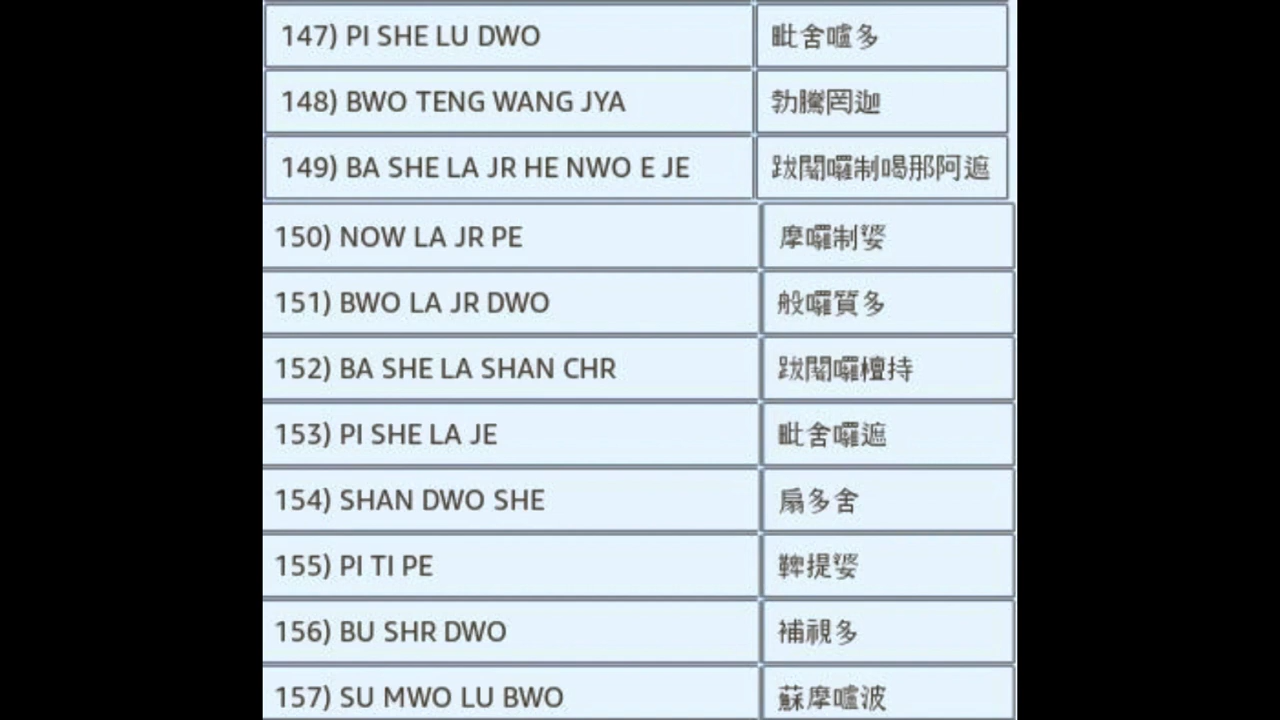 147) PI SHE LU DWO 毗舍嚧多
148) BWO TENG WANG JYA 勃騰罔迦
149) BA SHE LA JR HE NWO E JE 跋闍囉制喝那阿遮
150) NOW LA JR PE 摩囉制婆
151) BWO LA JR DWO 般囉質多
152) BA SHE LA SHAN CHR 跋闍囉檀持
153) PI SHE LA JE 毗舍囉遮
154) SHAN DWO SHE 扇多舍
155) PI TI PE 鞞提婆
156) BU SHR DWO 補視多
157) SU MWO LU BWO 蘇摩嚧波